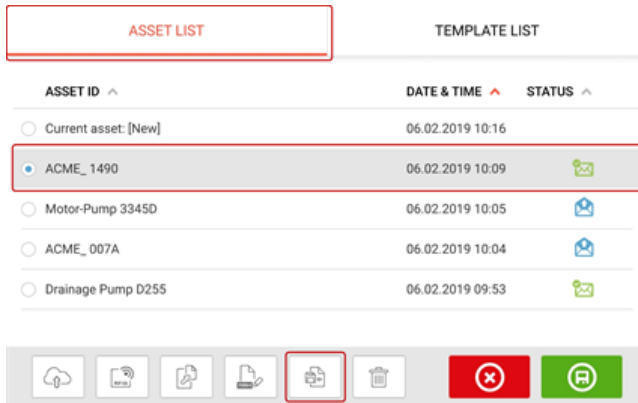 ASSET LIST TEMPLATE LIST
ASSET ID DATE & TIME STATUS
Current asset: [New] 06.02.2019 10:16
ACME_ 1490 06.02.2019 10:09
Motor-Pump 3345D 06.02.2019 10:05
ACME_ 007A 06.02.2019 10:04
Drainage Pump D255 06.02.2019 09:53
RFID